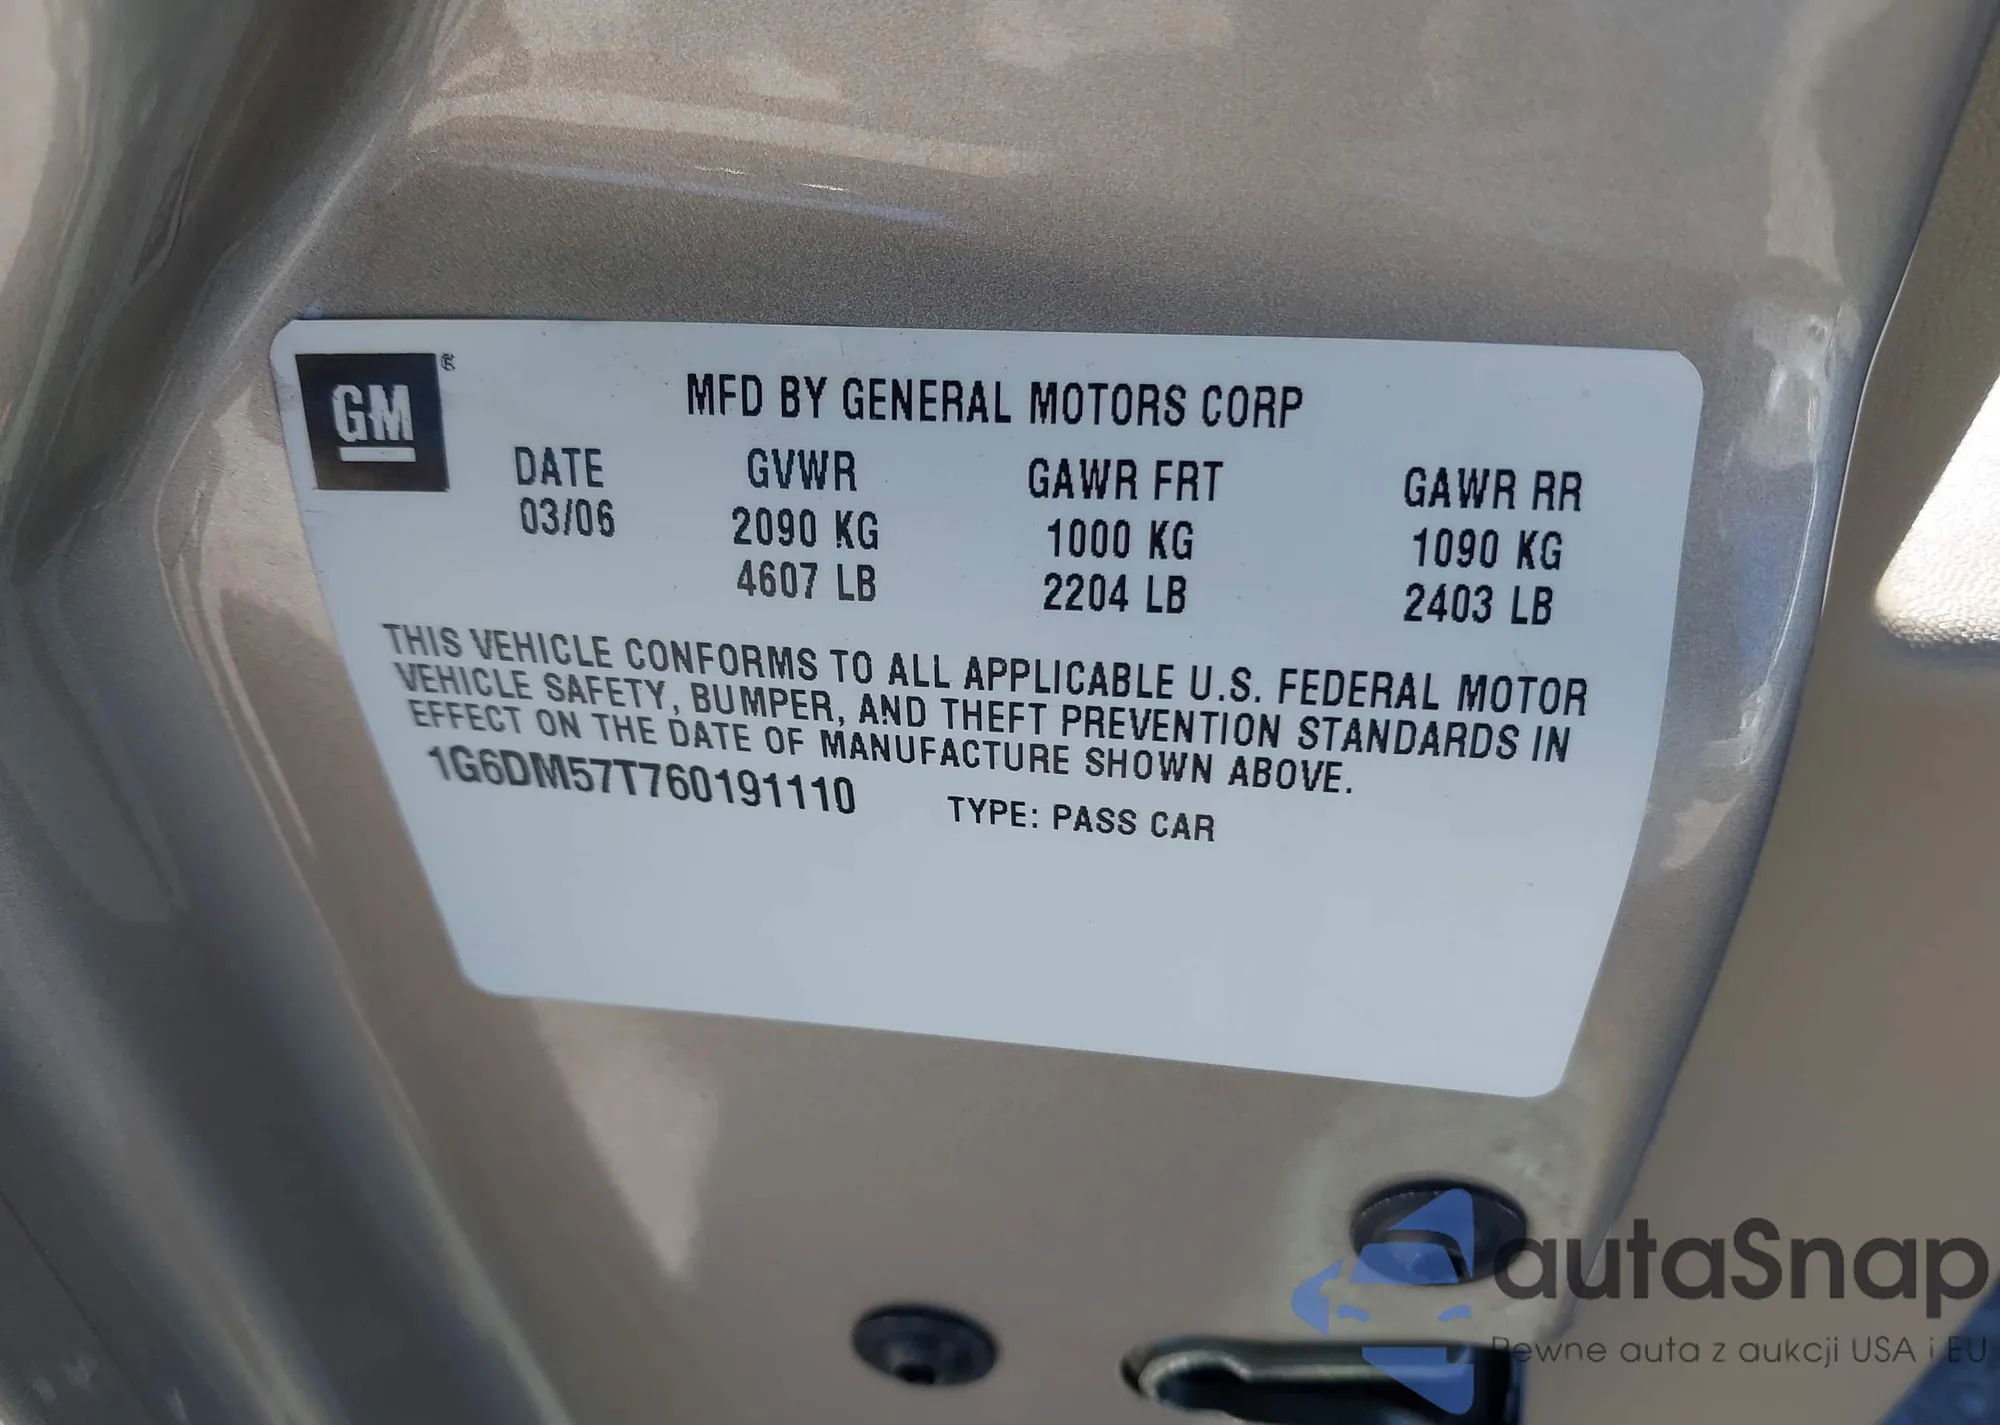 GM ®
MFD BY GENERAL MOTORS CORP
DATE GVWR GAWR FRT GAWR RR
03/06 2090 KG 1000 KG 1090 KG
4607 LB 2204 LB 2403 LB
THIS VEHICLE CONFORMS TO ALL APPLICABLE U.S. FEDERAL MOTOR
VEHICLE SAFETY, BUMPER, AND THEFT PREVENTION STANDARDS IN
EFFECT ON THE DATE OF MANUFACTURE SHOWN ABOVE.
1G6DM57T760191110 TYPE: PASS CAR
autaSnap
Pewne auta z aukcji USA i EU